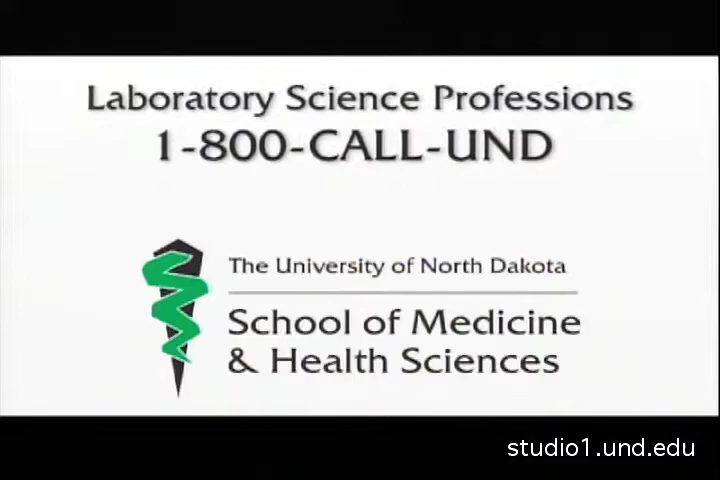 Laboratory Science Professions
1-800-CALL-UND
The University of North Dakota
School of Medicine
& Health Sciences
studio1.und.edu